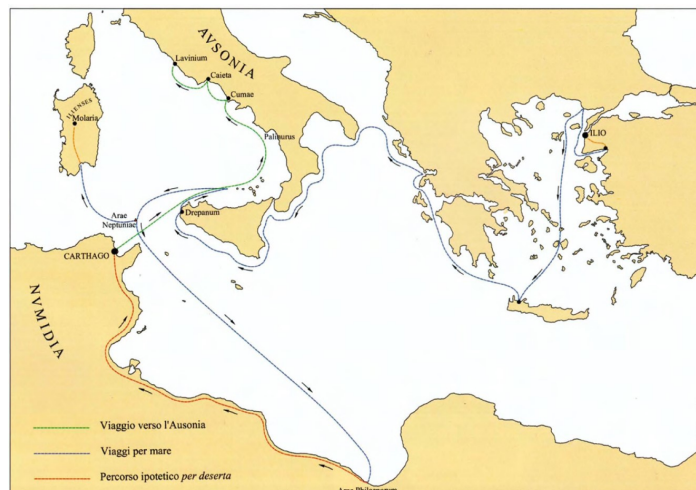 AVSONIA
Lavinium
Caieta
Cumae
ILIENSES
Molaria
Palinurus
ILIO
Arae
Neptuniae
Drepanum
CARTHAGO
NVMIDIA
Viaggio verso l'Ausonia
Viaggi per mare
Percorso ipotetico per deserta